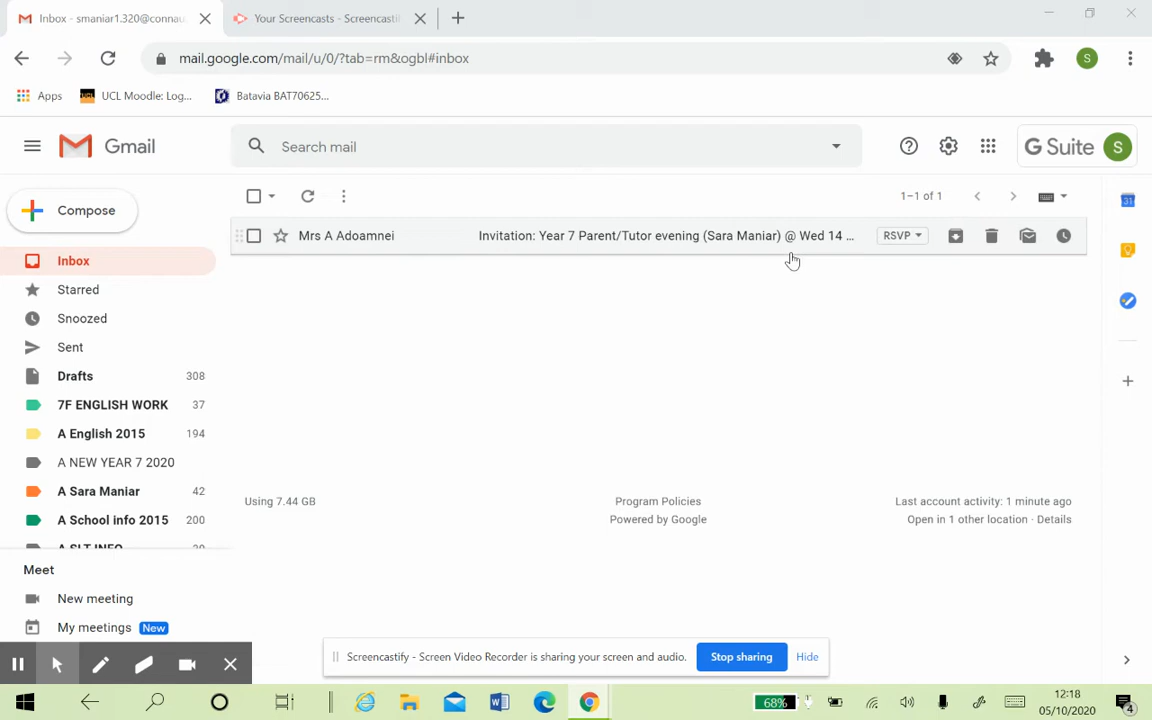 Inbox - smaniar1.320@connau
Your Screencasts - Screencastif
mail.google.com/mail/u/0/?tab=rm&ogbl#inbox
S
Apps
UCL Moodle: Log...
Batavia BAT70625...
Gmail
Search mail
G Suite S
Compose
1–1 of 1
Mrs A Adoamnei
Invitation: Year 7 Parent/Tutor evening (Sara Maniar) @ Wed 14 ...
RSVP
31
Inbox
Starred
Snoozed
Sent
Drafts 308
7F ENGLISH WORK 37
A English 2015 194
A NEW YEAR 7 2020
A Sara Maniar 42
A School info 2015 200
A SLT INFO
Using 7.44 GB
Program Policies
Powered by Google
Last account activity: 1 minute ago
Open in 1 other location · Details
Meet
New meeting
My meetings New
Screencastify - Screen Video Recorder is sharing your screen and audio.
Stop sharing
Hide
68%
12:18
05/10/2020
4